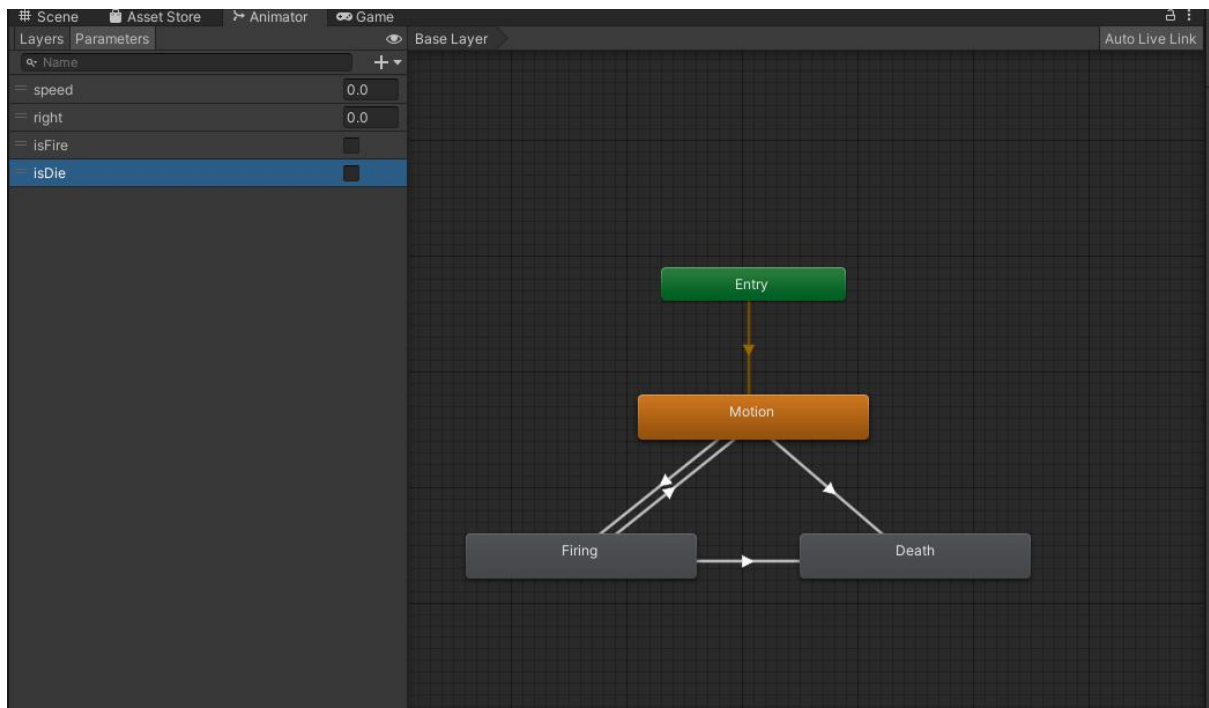 Scene Asset Store Animator Game
Layers Parameters Base Layer Auto Live Link
Name
speed 0.0
right 0.0
isFire
isDie
Entry
Motion
Firing Death